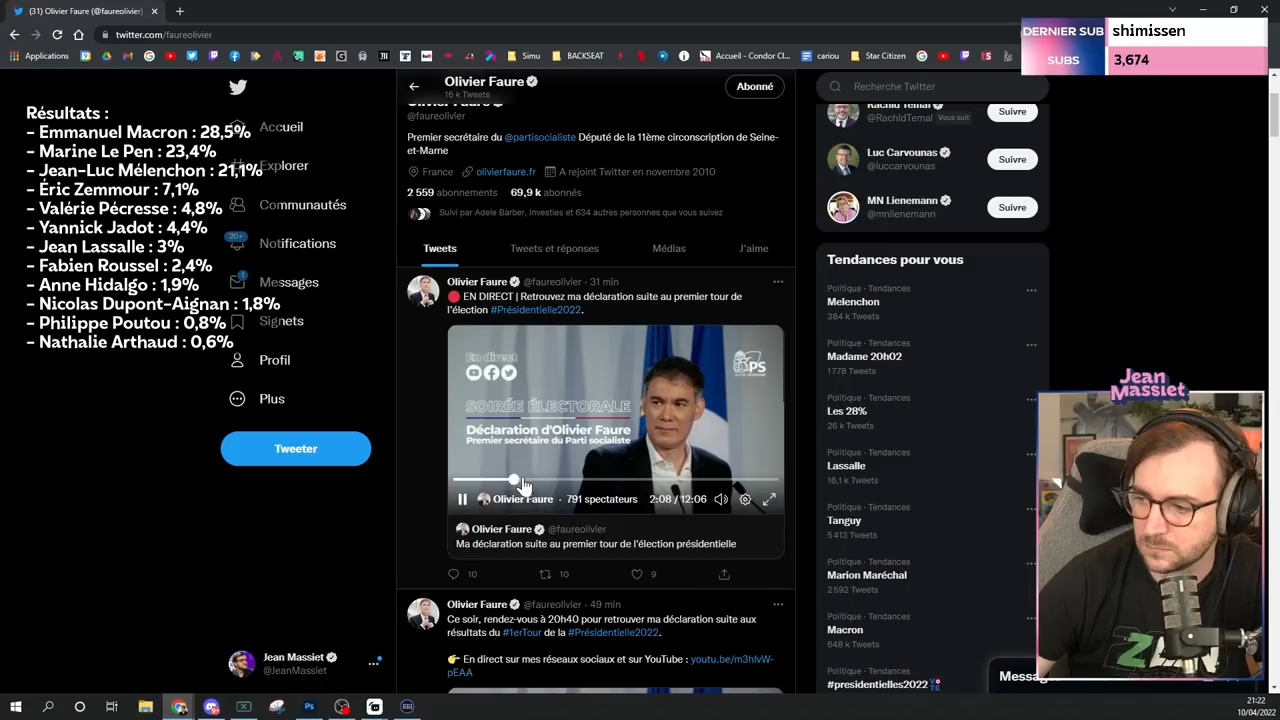 (31) Olivier Faure (@faureolivier)
twitter.com/faureolivier
Applications
Simu
BACKSEAT
Accueil - Condor Cl...
cariou
Star Citizen
DERNIER SUB
shimissen
SUBS
3,674
Résultats :
- Emmanuel Macron : 28,5%
- Marine Le Pen : 23,4%
- Jean-Luc Mélenchon : 21,1%
- Éric Zemmour : 7,1%
- Valérie Pécresse : 4,8%
- Yannick Jadot : 4,4%
- Jean Lassalle : 3%
- Fabien Roussel : 2,4%
- Anne Hidalgo : 1,9%
- Nicolas Dupont-Aignan : 1,8%
- Philippe Poutou : 0,8%
- Nathalie Arthaud : 0,6%
Accueil
Explorer
Communautés
20+
Notifications
Messages
Signets
Profil
Plus
Tweeter
Jean Massiet
@JeanMassiet
Olivier Faure
16 k Tweets
Abonné
Olivier Faure
@faureolivier
Premier secrétaire du @partisocialiste Député de la 11ème circonscription de Seine-
et-Marne
France
olivierfaure.fr
A rejoint Twitter en novembre 2010
2 559 abonnements
69,9 k abonnés
Suivi par Adele Barber, Investies et 634 autres personnes que vous suivez
Tweets
Tweets et réponses
Médias
J'aime
Olivier Faure @faureolivier · 31 min
EN DIRECT | Retrouvez ma déclaration suite au premier tour de
l'élection #Présidentielle2022.
En direct
PS
SOIRÉE ÉLECTORALE
Déclaration d'Olivier Faure
Premier secrétaire du Parti socialiste
Olivier Faure · 791 spectateurs
2:08 / 12:06
Olivier Faure @faureolivier
Ma déclaration suite au premier tour de l'élection présidentielle
10
10
9
Olivier Faure @faureolivier · 49 min
Ce soir, rendez-vous à 20h40 pour retrouver ma déclaration suite aux
résultats du #1erTour de la #Présidentielle2022.
En direct sur mes réseaux sociaux et sur YouTube : youtu.be/m3hlvW-
pEAA
Recherche Twitter
Rachid Temal
@RachidTemal
Vous suit
Suivre
Luc Carvounas
@luccarvounas
Suivre
MN Lienemann
@mnlienemann
Suivre
Tendances pour vous
Politique · Tendances
Melenchon
384 k Tweets
Politique · Tendances
Madame 20h02
1 778 Tweets
Politique · Tendances
Les 28%
26 k Tweets
Politique · Tendances
Lassalle
16,1 k Tweets
Politique · Tendances
Tanguy
5 413 Tweets
Politique · Tendances
Marion Maréchal
2 592 Tweets
Politique · Tendances
Macron
648 k Tweets
Politique · Tendances
#presidentielles2022
Jean
Massiet
21:22
10/04/2022